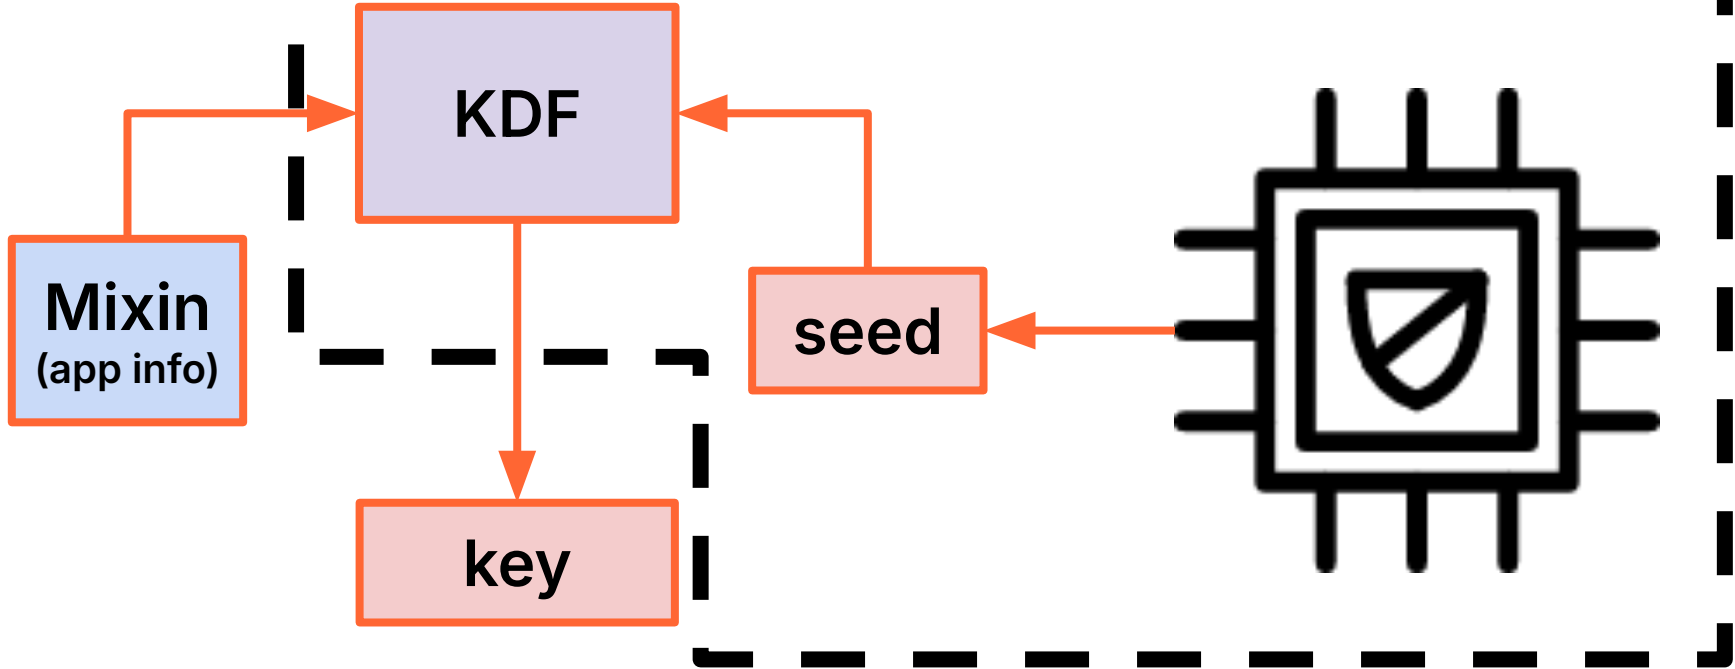 KDF
Mixin
(app info)
seed
key